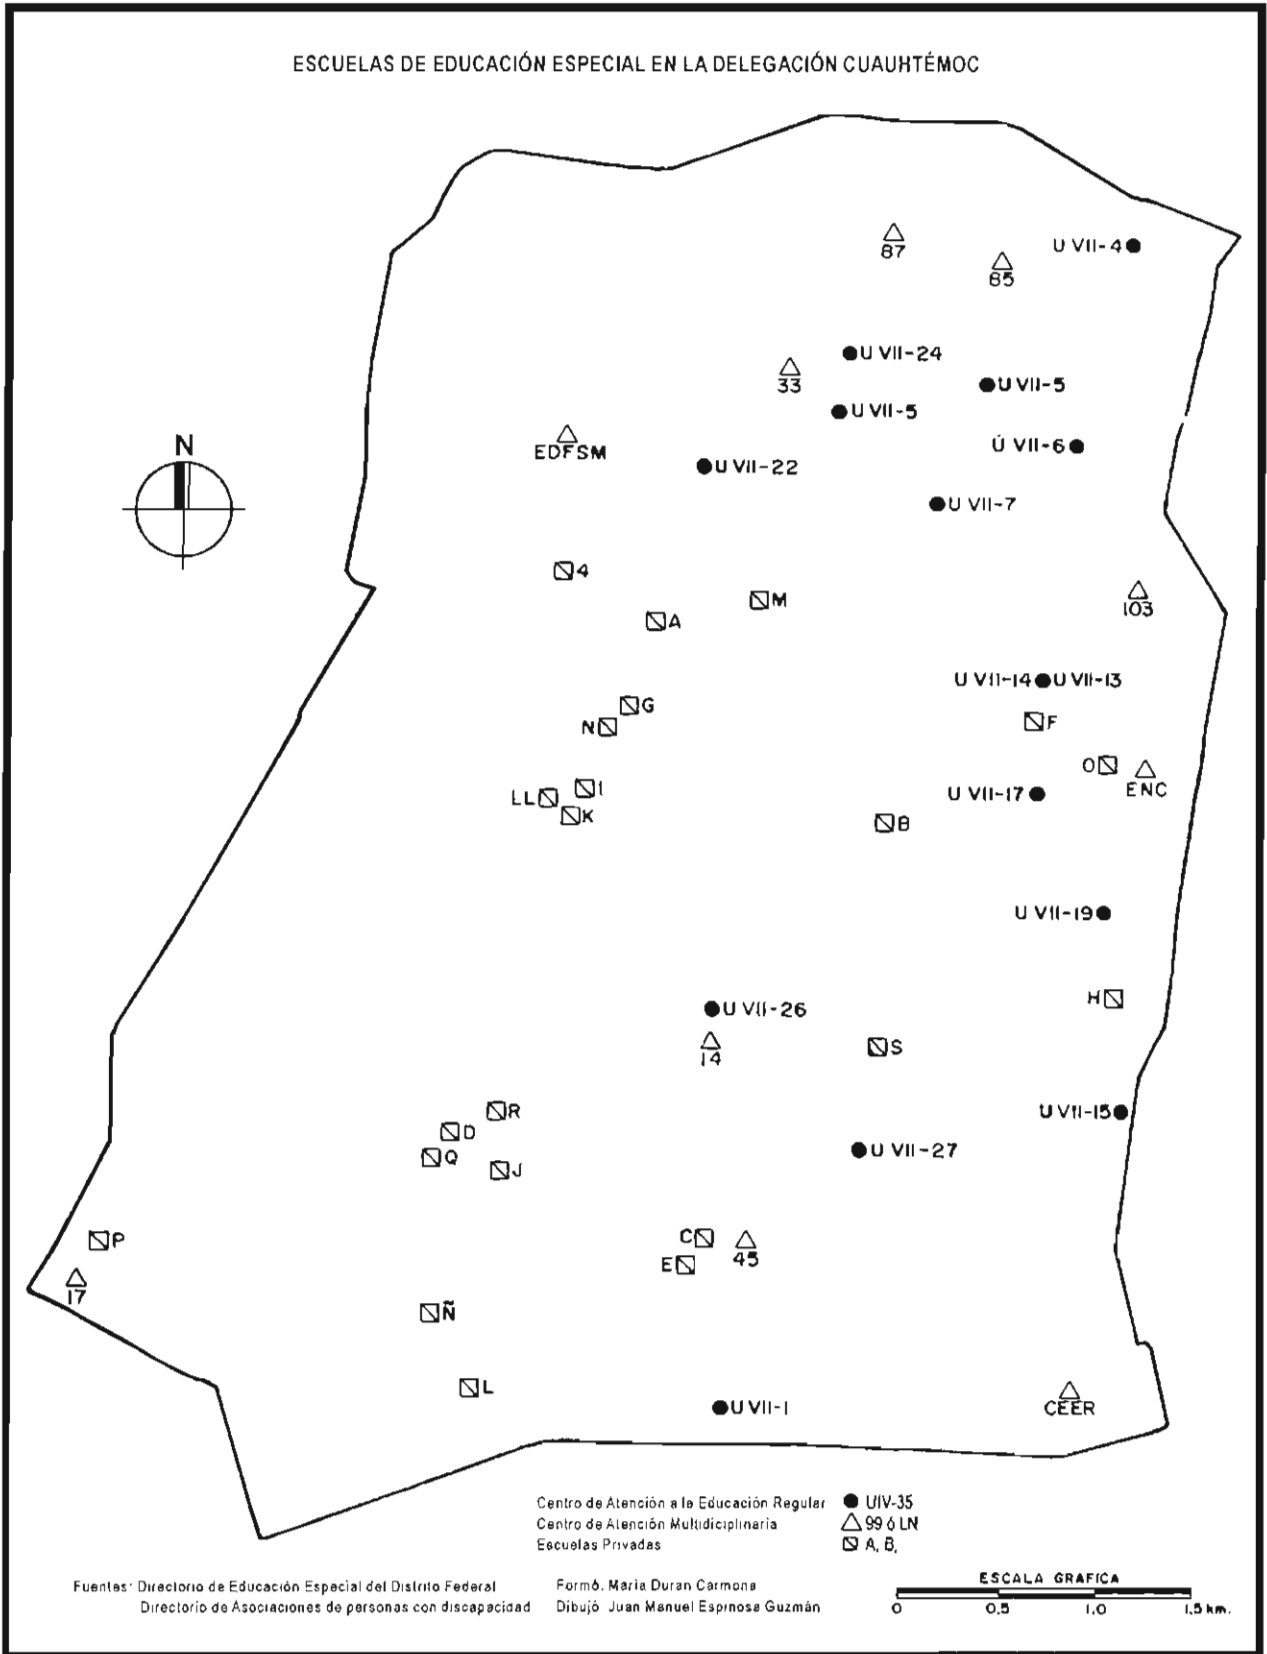 ESCUELAS DE EDUCACIÓN ESPECIAL EN LA DELEGACIÓN CUAUHTÉMOC
87
U VII-4
85
U VII-24
33
U VII-5
U VII-5
EDFSM
U VII-6
U VII-22
N
U VII-7
4
M
103
A
U VII-14 U VII-13
G
F
N
O
ENC
1
LL
U VII-17
K
B
U VII-19
H
U VII-26
14
S
R
U VII-15
D
Q
U VII-27
J
P
C
45
E
17
Ñ
L
U VII-1
CEER
Centro de Atención a le Educación Regular UIV-35
Centro de Atención Multidiciplinaria 99 ó LN
Escuelas Privadas A, B,
ESCALA GRAFICA
Fuentes: Directorio de Educación Especial del Distrito Federal Formó. María Duran Carmona
Directorio de Asociaciones de personas con discapacidad Dibujó Juan Manuel Espinosa Guzmán
0 0.5 1.0 1.5 km.